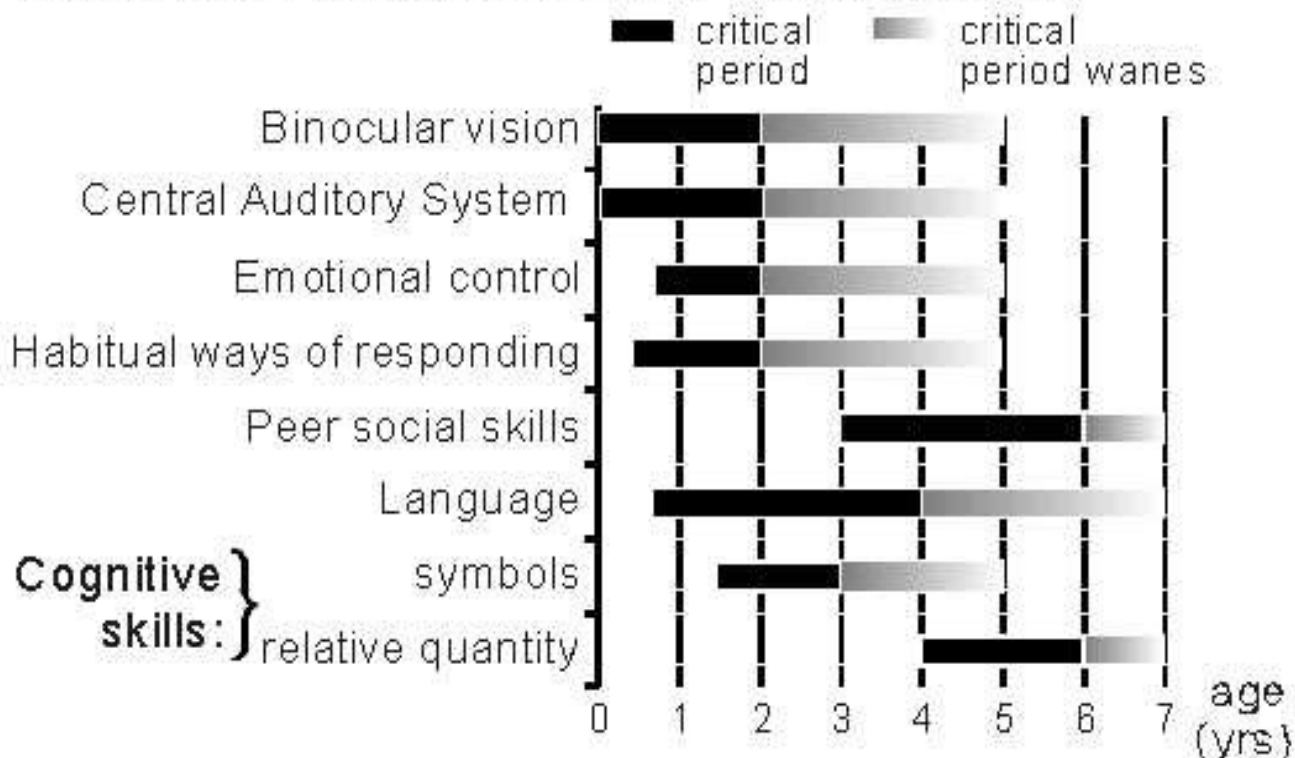 critical period
critical period wanes
Binocular vision
Central Auditory System
Emotional control
Habitual ways of responding
Peer social skills
Language
Cognitive skills:
symbols
relative quantity
0 1 2 3 4 5 6 7
age (yrs)